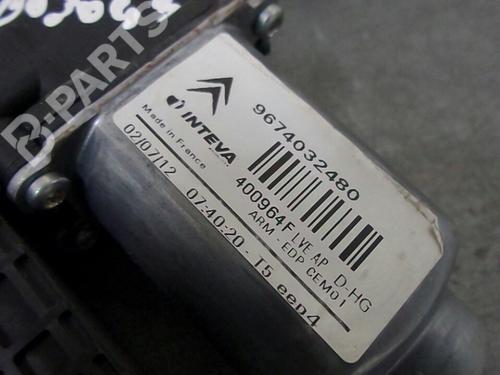 B-PARTS
9674032480
INTEVA
Made in France
400964F LVE AP D-HG
ARM - EDP CEM01
02/07/12 07:40:20 - T5 eep4